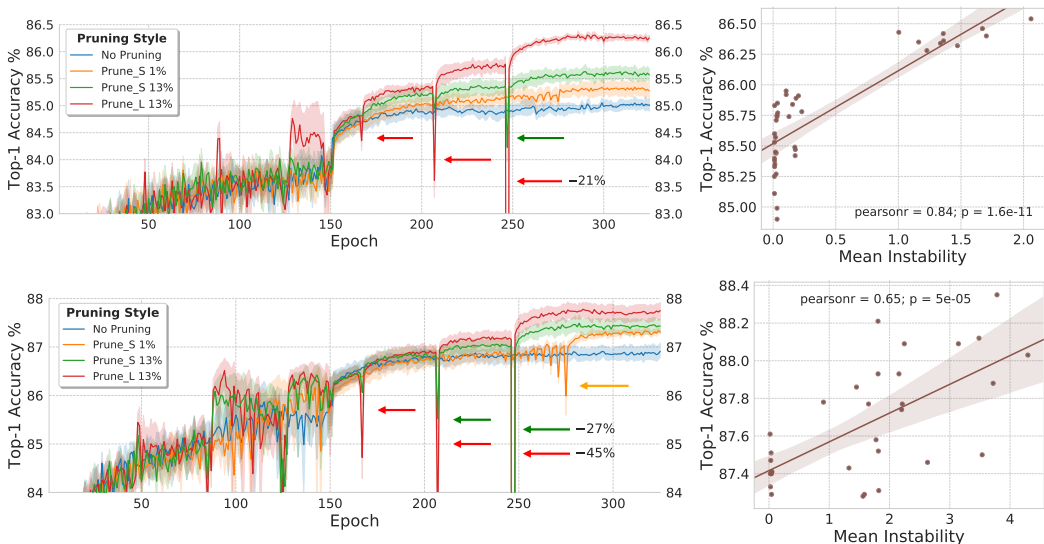 86.5
86.0
85.5
85.0
84.5
84.0
83.5
83.0
Top-1 Accuracy %
Pruning Style
No Pruning
Prune_S 1%
Prune_S 13%
Prune_L 13%
−21%
86.5
86.0
85.5
85.0
84.5
84.0
83.5
83.0
50 100 150 200 250 300
Epoch
86.50
86.25
86.00
85.75
85.50
85.25
85.00
Top-1 Accuracy %
pearsonr = 0.84; p = 1.6e-11
0.0 0.5 1.0 1.5 2.0
Mean Instability
88
87
86
85
84
Top-1 Accuracy %
Pruning Style
No Pruning
Prune_S 1%
Prune_S 13%
Prune_L 13%
−27%
−45%
88
87
86
85
84
50 100 150 200 250 300
Epoch
88.4
88.2
88.0
87.8
87.6
87.4
Top-1 Accuracy %
pearsonr = 0.65; p = 5e-05
0 1 2 3 4
Mean Instability